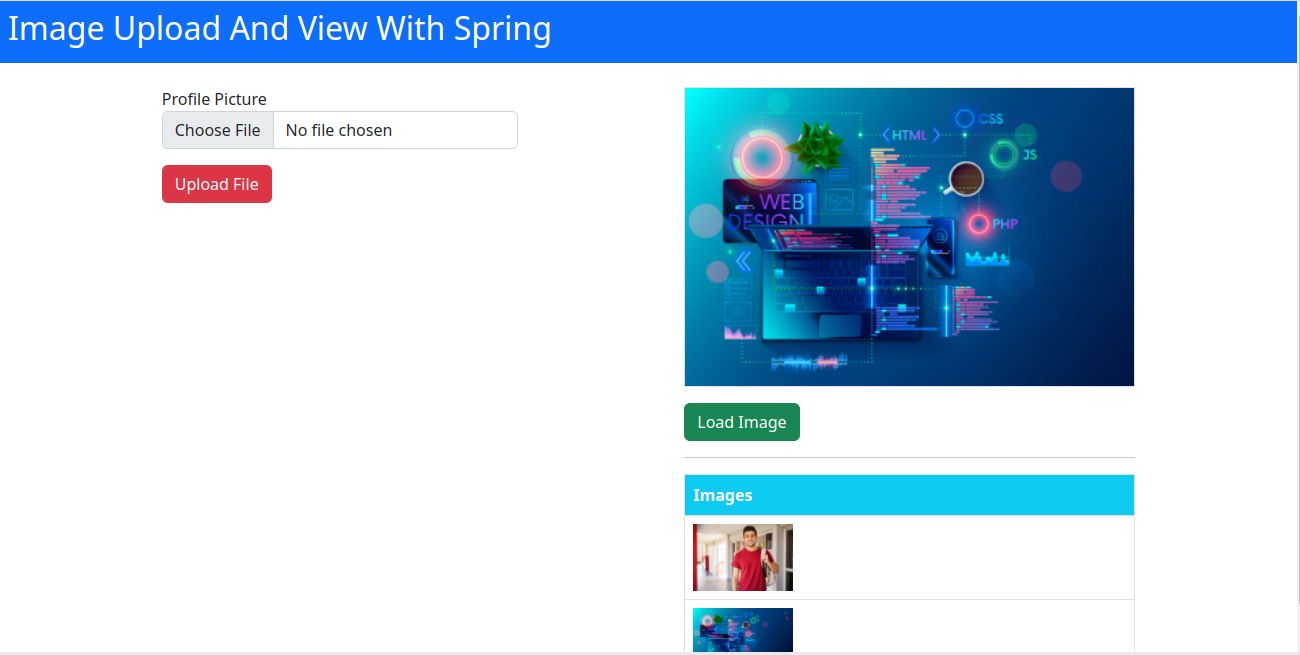 Image Upload And View With Spring
Profile Picture
Choose File No file chosen
Upload File
HTML
CSS
JS
WEB
DESIGN
PHP
Load Image
Images